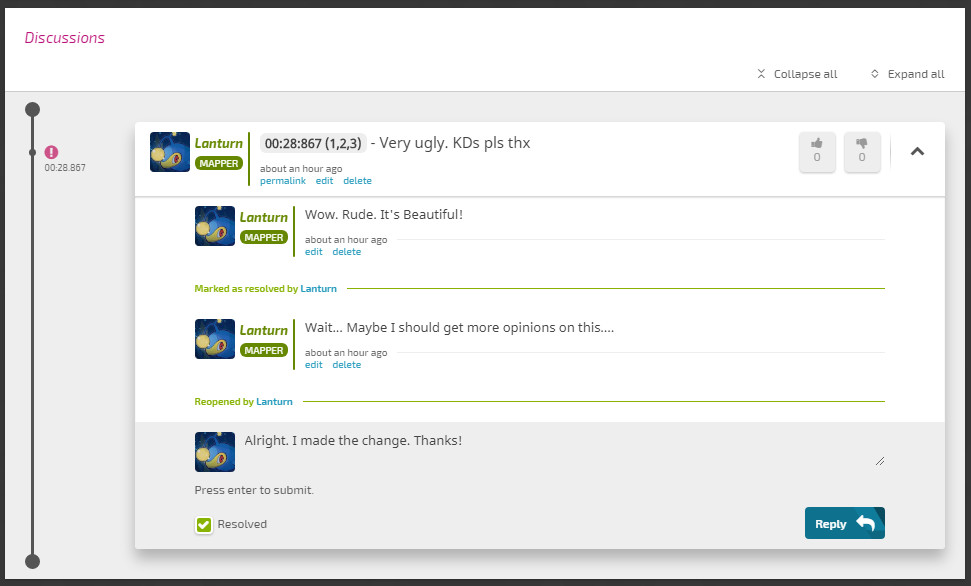 Discussions
Collapse all Expand all
00:28.867
Lanturn
MAPPER
00:28:867 (1,2,3) - Very ugly. KDs pls thx
about an hour ago
permalink edit delete
0 0
Lanturn
MAPPER
Wow. Rude. It's Beautiful!
about an hour ago
edit delete
Marked as resolved by Lanturn
Lanturn
MAPPER
Wait... Maybe I should get more opinions on this....
about an hour ago
edit delete
Reopened by Lanturn
Alright. I made the change. Thanks!
Press enter to submit.
Resolved
Reply